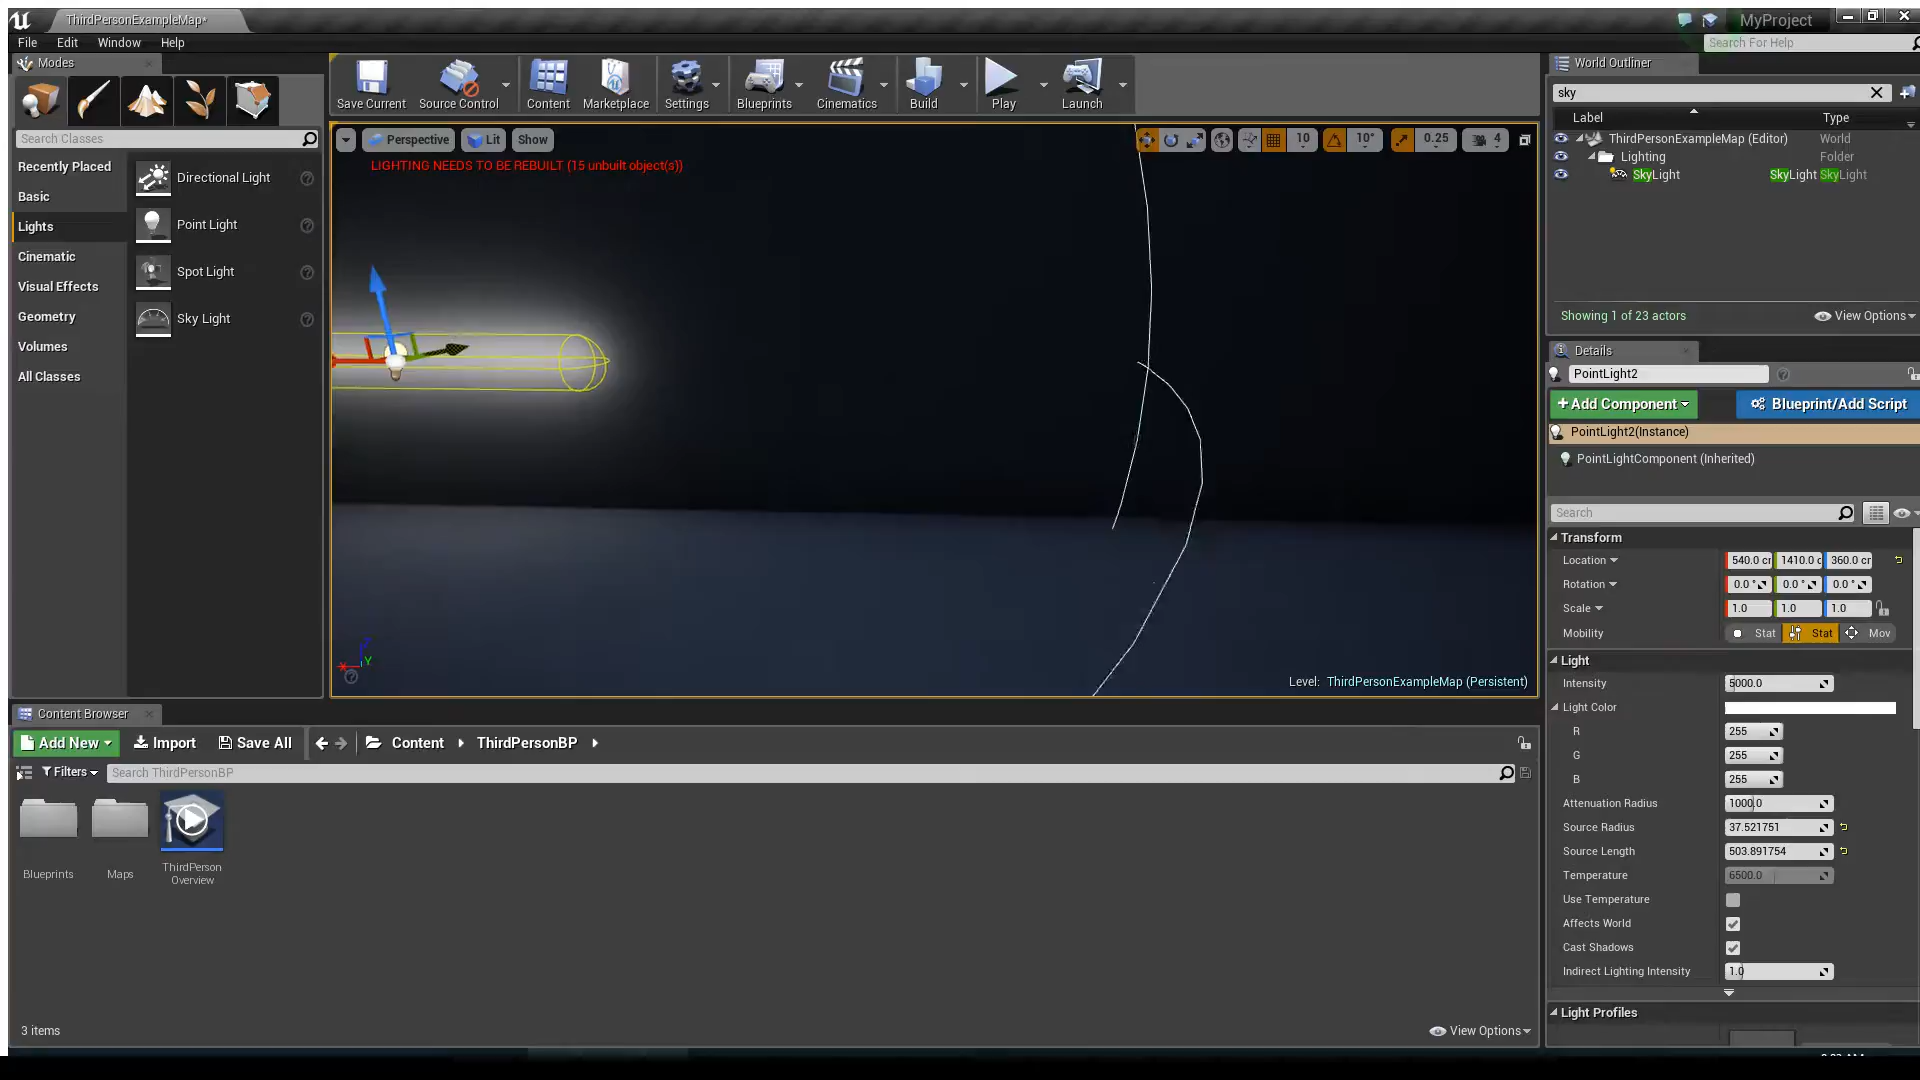 ThirdPersonExampleMap*
MyProject
File Edit Window Help
Search For Help
Modes
Save Current
Source Control
Content
Marketplace
Settings
Blueprints
Cinematics
Build
Play
Launch
World Outliner
sky
Label Type
Search Classes
Recently Placed
Basic
Lights
Cinematic
Visual Effects
Geometry
Volumes
All Classes
Directional Light
Point Light
Spot Light
Sky Light
Perspective Lit Show
10 10° 0.25 4
LIGHTING NEEDS TO BE REBUILT (15 unbuilt object(s))
Level: ThirdPersonExampleMap (Persistent)
ThirdPersonExampleMap (Editor) World
Lighting Folder
SkyLight SkyLight SkyLight
Showing 1 of 23 actors
View Options
Details
PointLight2
+Add Component
Blueprint/Add Script
PointLight2(Instance)
PointLightComponent (Inherited)
Search
Transform
Location 540.0 cr 1410.0 c 360.0 cr
Rotation 0.0 ° 0.0 ° 0.0 °
Scale 1.0 1.0 1.0
Mobility Stat Stat Mov
Light
Intensity 5000.0
Light Color
R 255
G 255
B 255
Attenuation Radius 1000.0
Source Radius 37.521751
Source Length 503.891754
Temperature 6500.0
Use Temperature
Affects World
Cast Shadows
Indirect Lighting Intensity 1.0
Light Profiles
Content Browser
Add New Import Save All Content ThirdPersonBP
Filters Search ThirdPersonBP
Blueprints
Maps
ThirdPerson
Overview
3 items
View Options
X
Z
Y